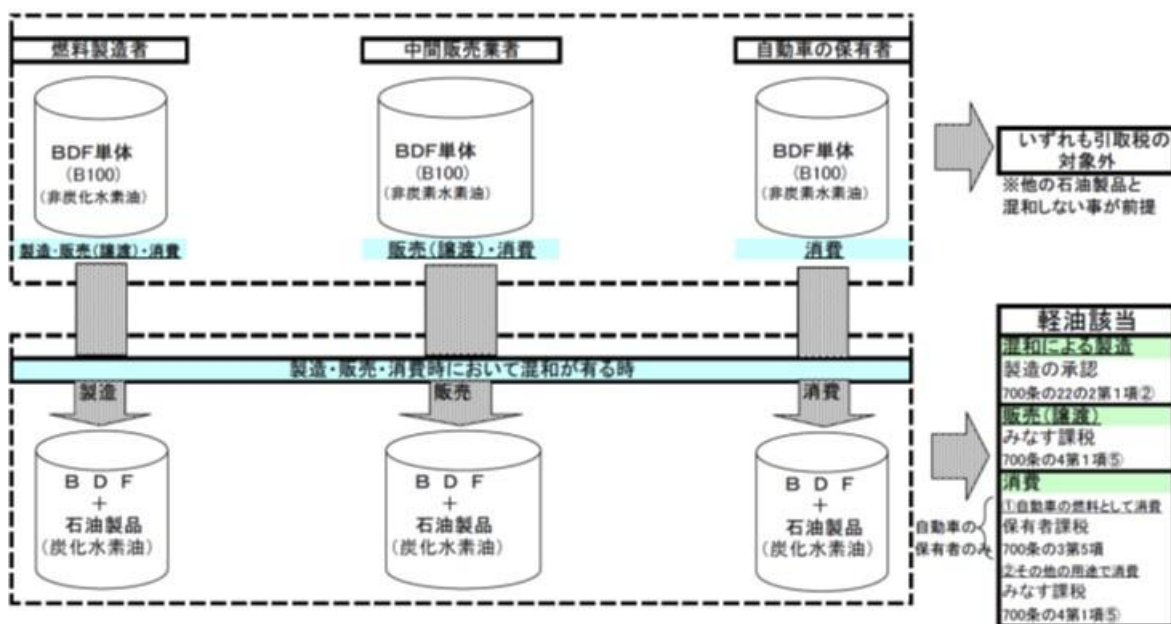 燃料製造者
中間販売業者
自動車の保有者
BDF単体
(B100)
(非炭化水素油)
BDF単体
(B100)
(非炭素水素油)
BDF単体
(B100)
(非炭素水素油)
製造・販売(譲渡)・消費
販売(譲渡)・消費
消費
いずれも引取税の
対象外
※他の石油製品と
混和しない事が前提
製造・販売・消費時において混和が有る時
製造
販売
消費
BDF
+
石油製品
(炭化水素油)
BDF
+
石油製品
(炭化水素油)
BDF
+
石油製品
(炭化水素油)
軽油該当
混和による製造
製造の承認
700条の22の2第1項②
販売(譲渡)
みなす課税
700条の4第1項⑤
消費
①自動車の燃料として消費
保有者課税
700条の3第5項
②その他の用途で消費
みなす課税
700条の4第1項⑤
自動車の
保有者のみ